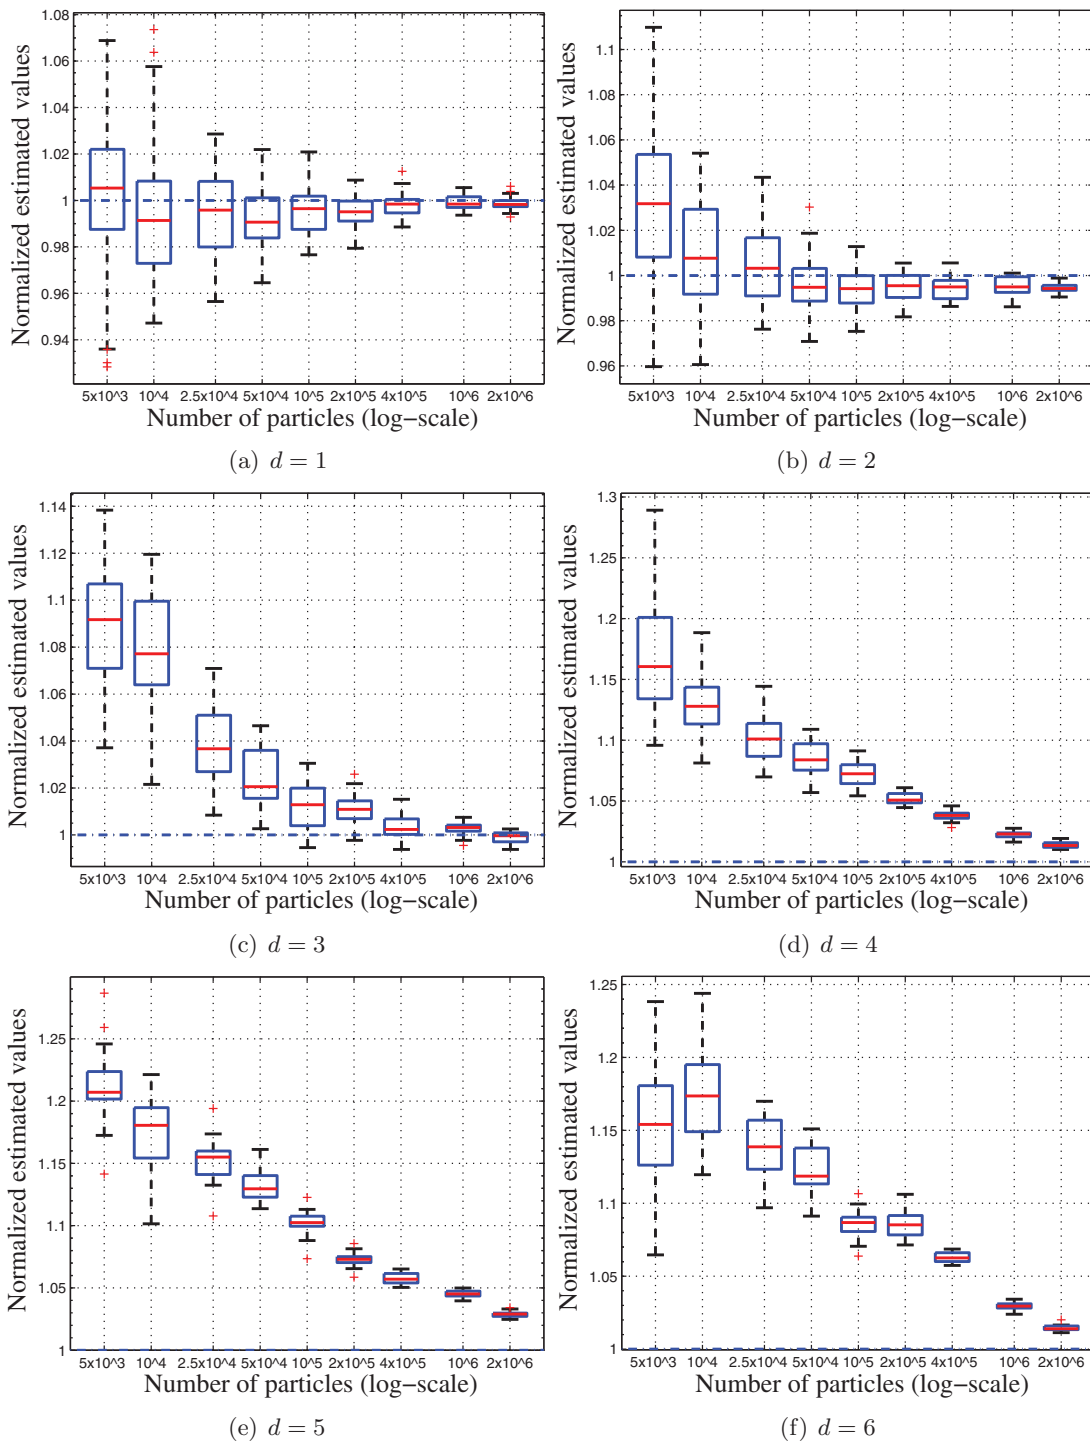 Normalized estimated values
1.08
1.06
1.04
1.02
1
0.98
0.96
0.94
5x10^3 10^4 2.5x10^4 5x10^4 10^5 2x10^5 4x10^5 10^6 2x10^6
Number of particles (log−scale)
(a) d = 1
Normalized estimated values
1.1
1.08
1.06
1.04
1.02
1
0.98
0.96
5x10^3 10^4 2.5x10^4 5x10^4 10^5 2x10^5 4x10^5 10^6 2x10^6
Number of particles (log−scale)
(b) d = 2
Normalized estimated values
1.14
1.12
1.1
1.08
1.06
1.04
1.02
1
5x10^3 10^4 2.5x10^4 5x10^4 10^5 2x10^5 4x10^5 10^6 2x10^6
Number of particles (log−scale)
(c) d = 3
Normalized estimated values
1.3
1.25
1.2
1.15
1.1
1.05
1
5x10^3 10^4 2.5x10^4 5x10^4 10^5 2x10^5 4x10^5 10^6 2x10^6
Number of particles (log−scale)
(d) d = 4
Normalized estimated values
1.25
1.2
1.15
1.1
1.05
1
5x10^3 10^4 2.5x10^4 5x10^4 10^5 2x10^5 4x10^5 10^6 2x10^6
Number of particles (log−scale)
(e) d = 5
Normalized estimated values
1.25
1.2
1.15
1.1
1.05
1
5x10^3 10^4 2.5x10^4 5x10^4 10^5 2x10^5 4x10^5 10^6 2x10^6
Number of particles (log−scale)
(f) d = 6